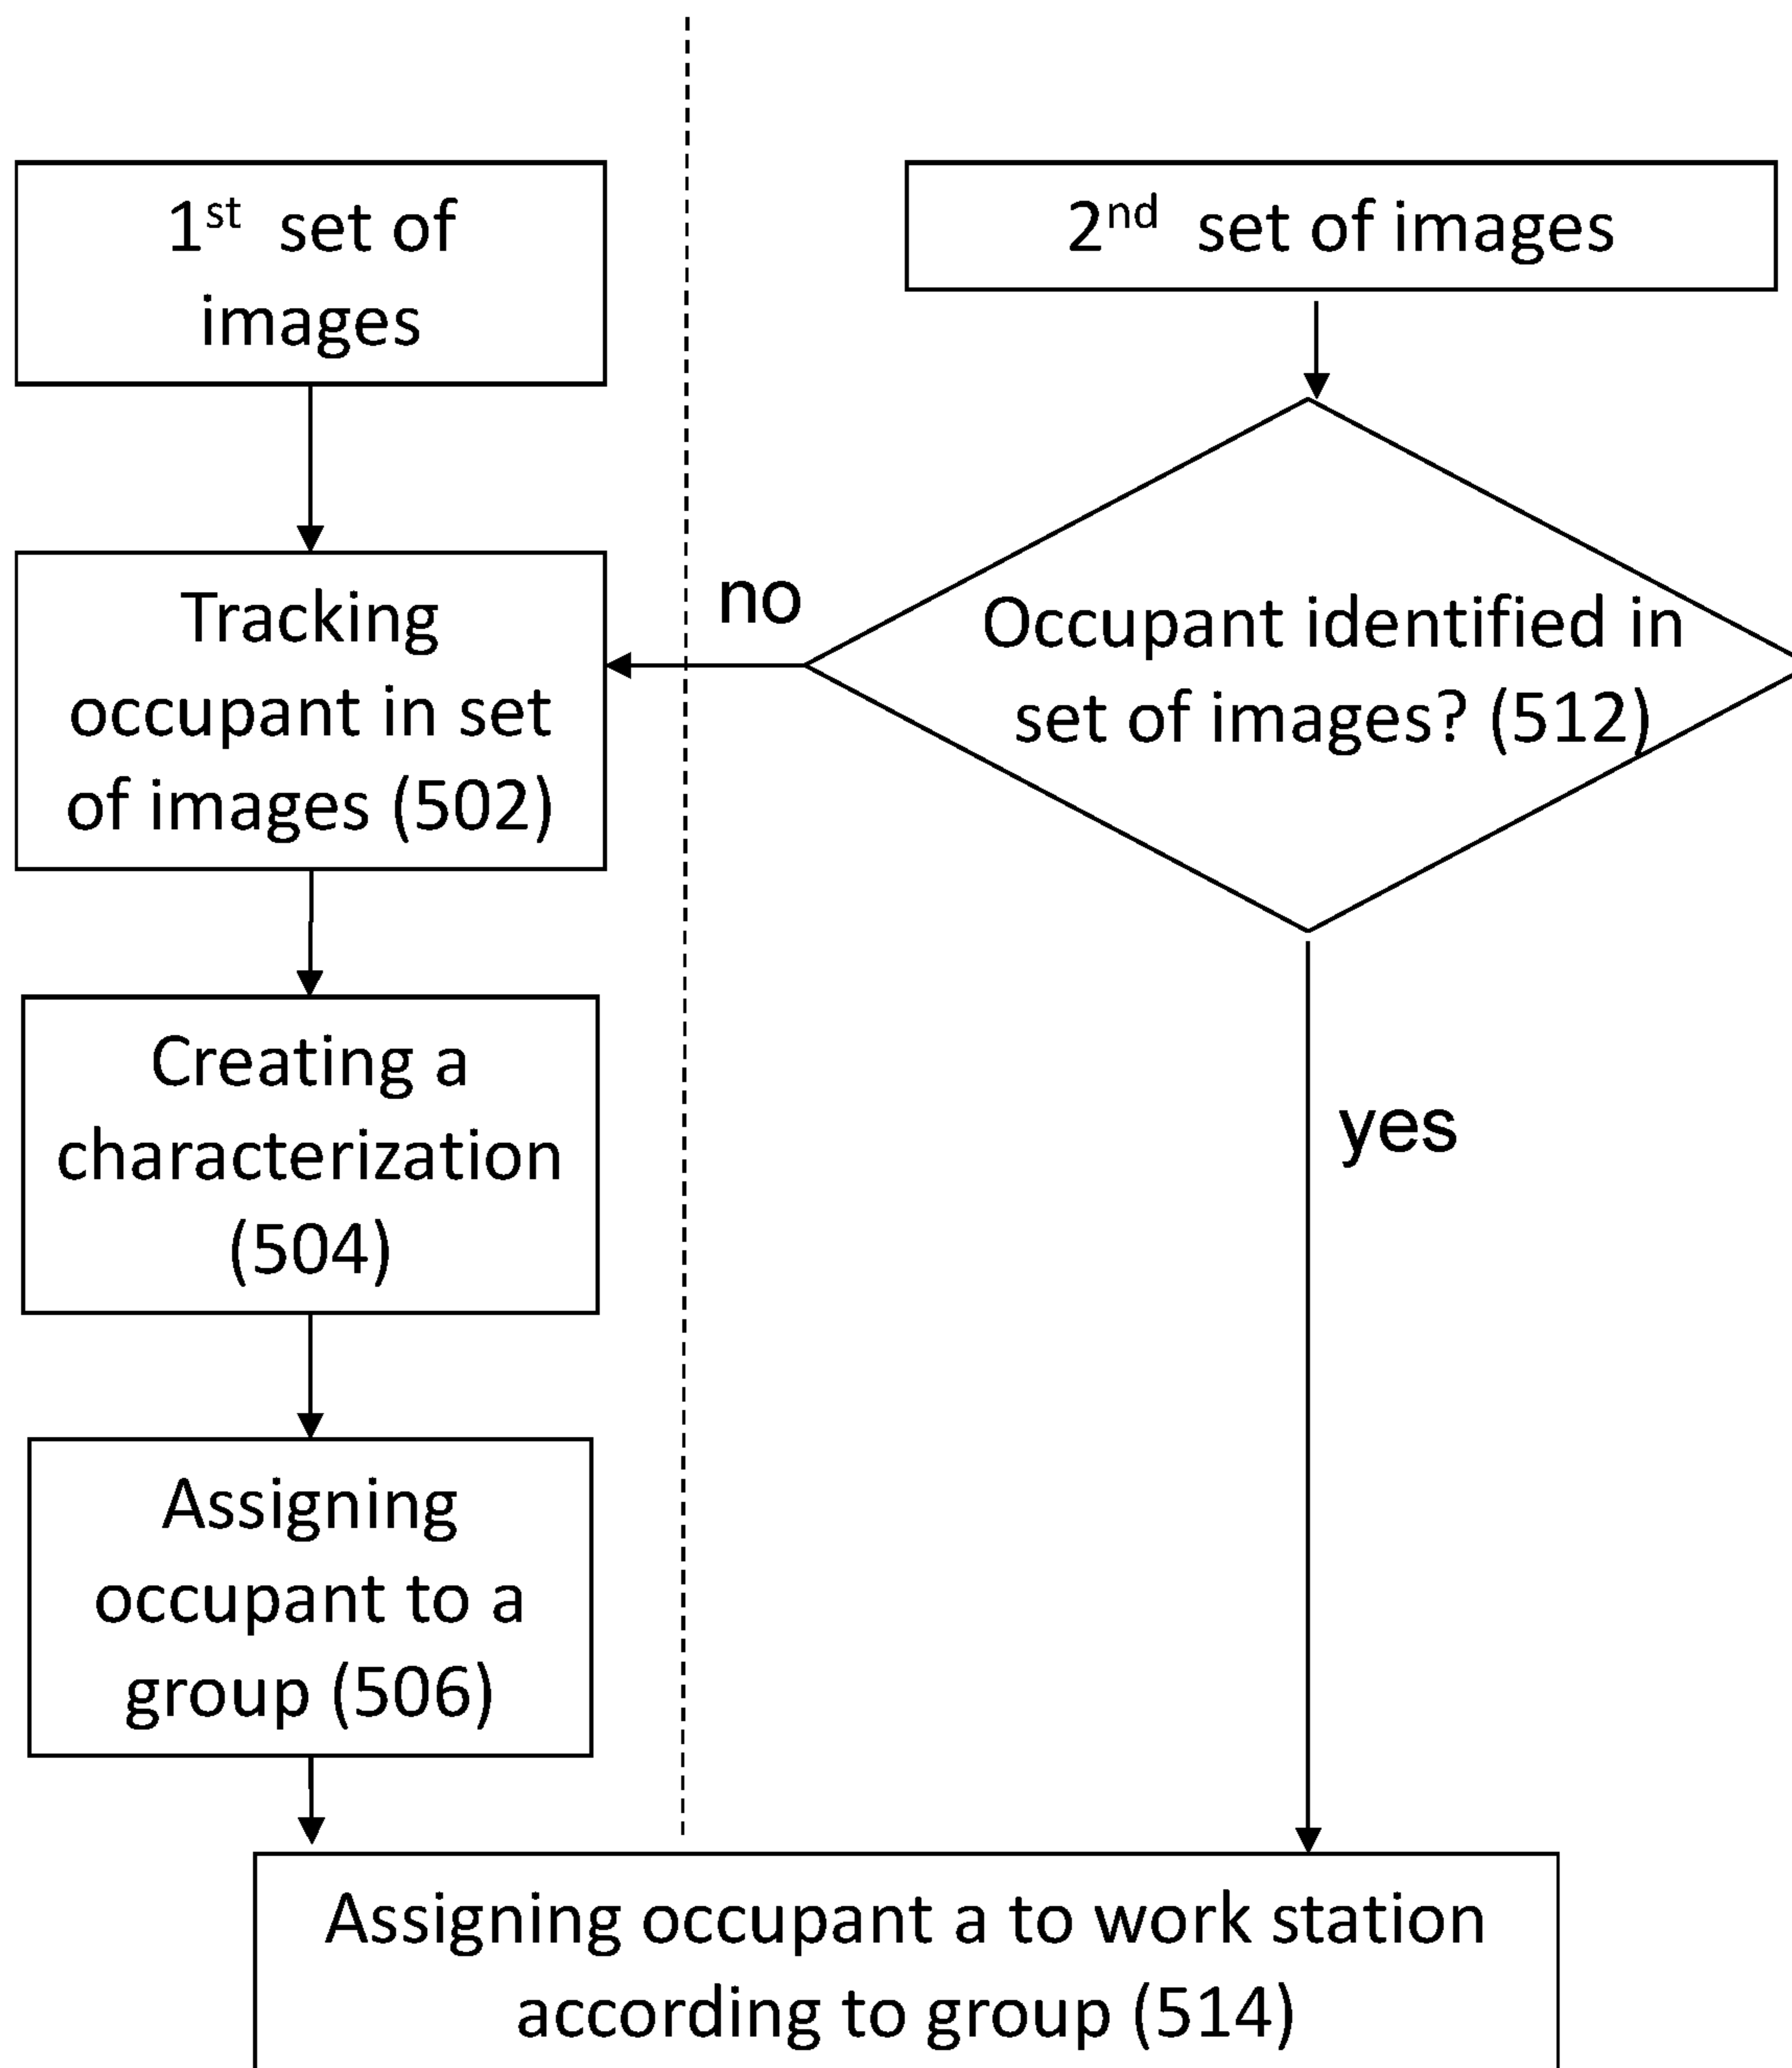 1st set of
images
Tracking
occupant in set
of images (502)
Creating a
characterization
(504)
Assigning
occupant to a
group (506)
2nd set of images
Occupant identified in
set of images? (512)
no
yes
Assigning occupant a to work station
according to group (514)